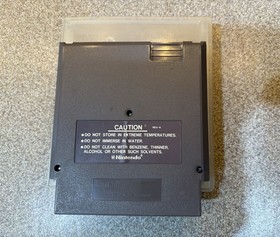 CAUTION
● DO NOT STORE IN EXTREME TEMPERATURES.
● DO NOT IMMERSE IN WATER.
● DO NOT CLEAN WITH BENZENE, THINNER,
ALCOHOL OR OTHER SUCH SOLVENTS.
®Nintendo®